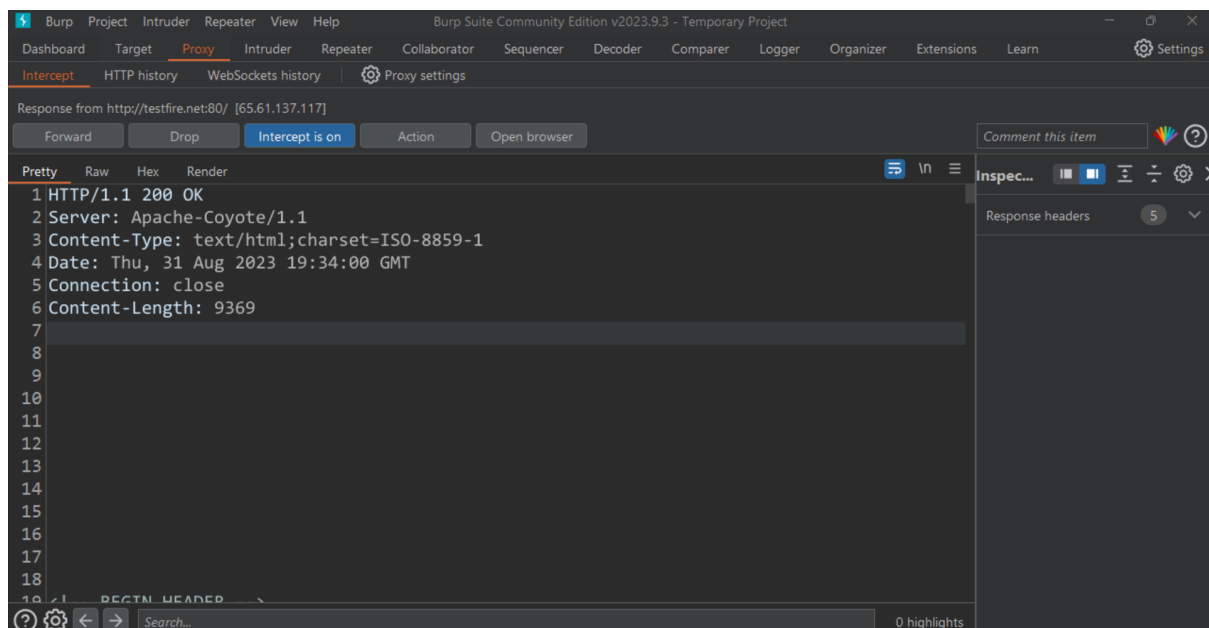 Burp Project Intruder Repeater View Help Burp Suite Community Edition v2023.9.3 - Temporary Project
Dashboard Target Proxy Intruder Repeater Collaborator Sequencer Decoder Comparer Logger Organizer Extensions Learn Settings
Intercept HTTP history WebSockets history Proxy settings
Response from http://testfire.net:80/ [65.61.137.117]
Forward Drop Intercept is on Action Open browser Comment this item
Pretty Raw Hex Render \n Inspec...
1 HTTP/1.1 200 OK
2 Server: Apache-Coyote/1.1
Response headers 5
3 Content-Type: text/html;charset=ISO-8859-1
4 Date: Thu, 31 Aug 2023 19:34:00 GMT
5 Connection: close
6 Content-Length: 9369
7
8
9
10
11
12
13
14
15
16
17
18
19 <!-- BEGIN HEADER -->
Search... 0 highlights